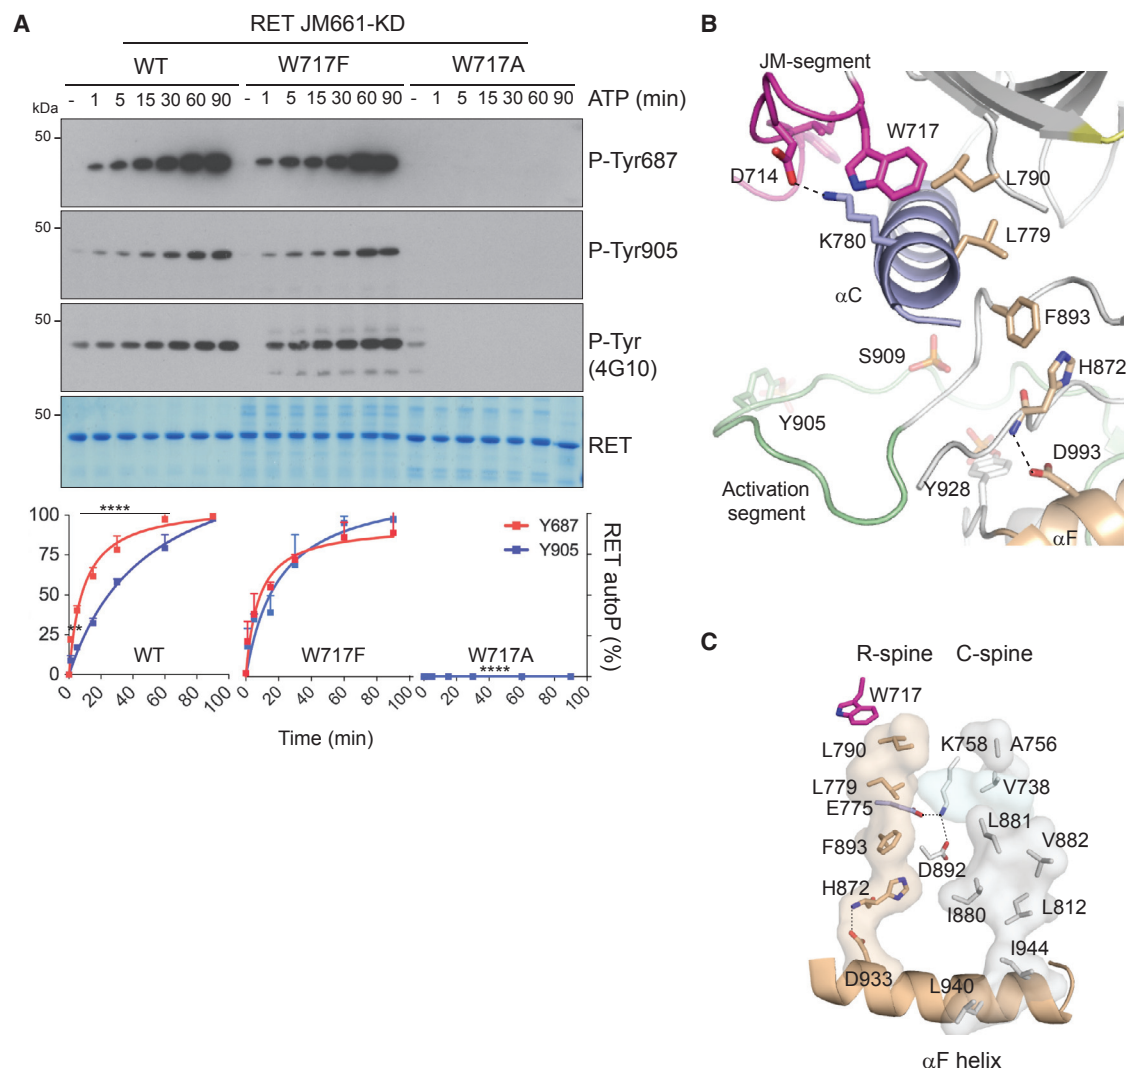 A
RET JM661-KD
WT W717F W717A
kDa - 1 5 15 30 60 90 - 1 5 15 30 60 90 - 1 5 15 30 60 90 ATP (min)
50
P-Tyr687
50
P-Tyr905
50
P-Tyr
(4G10)
50
RET
100
75
50
25
0
****
**
WT
0 20 40 60 80 100
W717F
0 20 40 60 80 100
W717A
****
0 20 40 60 80 100
Y687
Y905
RET autoP (%)
Time (min)
B
JM-segment
W717
D714
L790
K780
L779
αC
F893
S909
H872
Y905
D993
Y928
Activation
segment
αF
C
R-spine C-spine
W717
L790
K758
A756
L779
V738
E775
L881
V882
F893
D892
H872
I880
L812
I944
D933
L940
αF helix